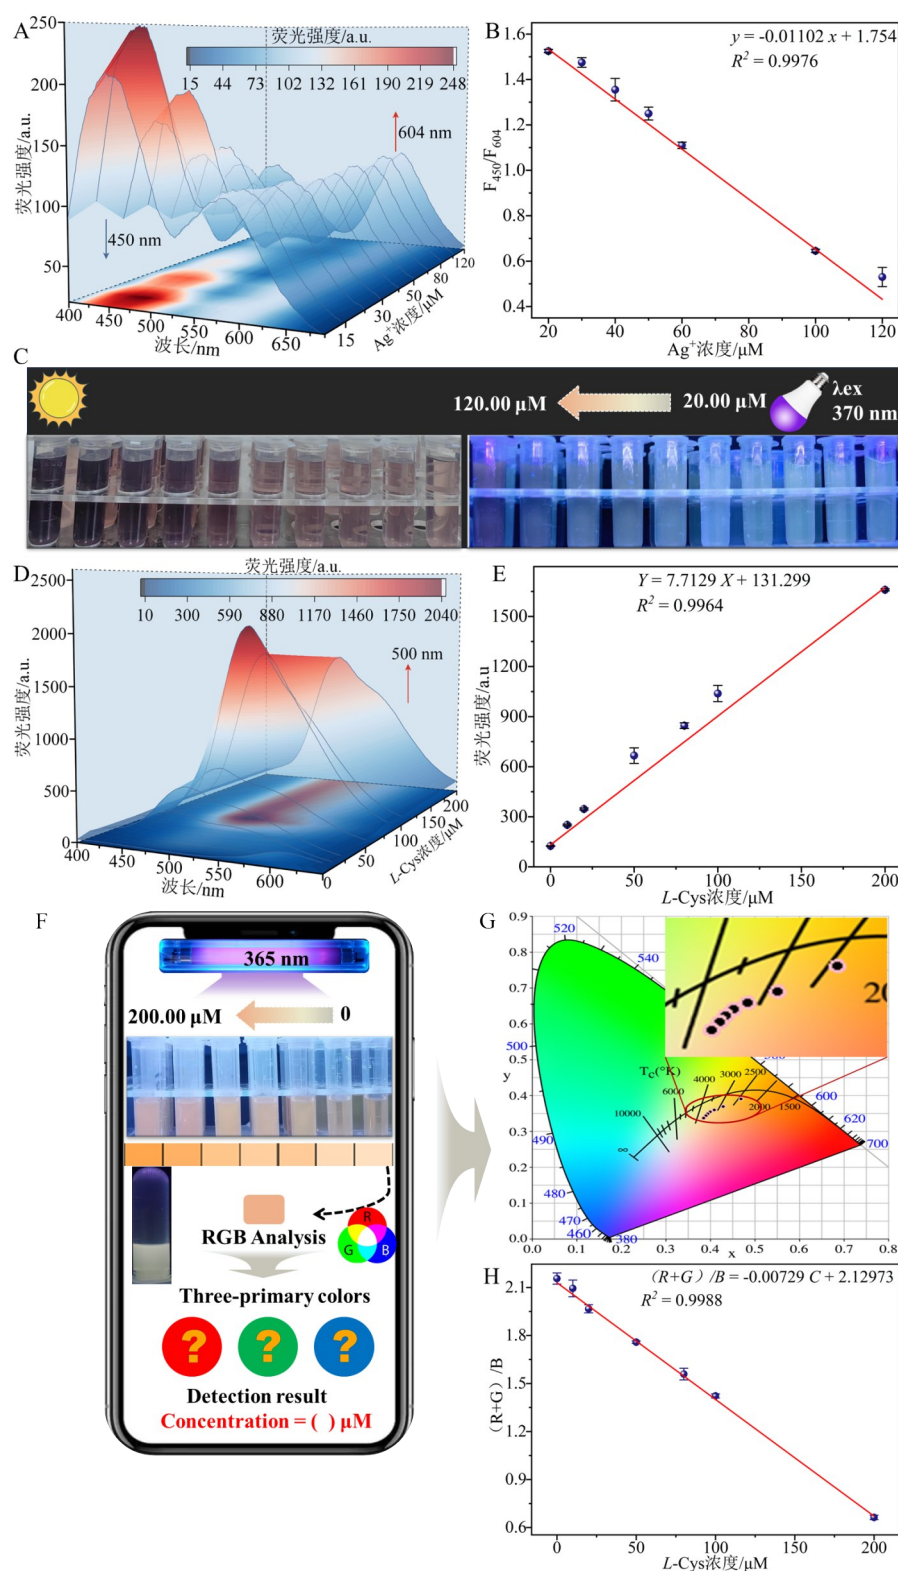 A
荧光强度/a.u.
15 44 73 102 132 161 190 219 248
250
200
150
100
50
荧光强度/a.u.
604 nm
450 nm
400 450 500 550 600 650
波长/nm
15 30 50 60 80 120
Ag⁺浓度/μM
B
y = -0.01102 x + 1.754
R² = 0.9976
1.6
1.4
1.2
1.0
0.8
0.6
0.4
F₄₅₀/F₆₀₄
20 40 60 80 100 120
Ag⁺浓度/μM
C
120.00 μM
20.00 μM
λex
370 nm
D
荧光强度/a.u.
10 300 590 880 1170 1460 1750 2040
2500
2000
1500
1000
500
0
荧光强度/a.u.
500 nm
400 450 500 550 600
波长/nm
0 50 100 150 200
L-Cys浓度/μM
E
Y = 7.7129 X + 131.299
R² = 0.9964
1500
1200
900
600
300
0
荧光强度/a.u
0 50 100 150 200
L-Cys浓度/μM
F
365 nm
200.00 μM
0
RGB Analysis
R
G
B
Three-primary colors
? ? ?
Detection result
Concentration = ( ) μM
G
0.9
0.8
0.7
0.6
0.5
0.4
0.3
0.2
0.1
0.0
y
520
540
500
490
480
470
460
380
600
620
700
T_c(°K)
∞
10000
6000
4000
3000
2500
2000
1500
20
0.0 0.1 0.2 0.3 0.4 0.5 0.6 0.7 0.8
x
H
(R+G）/B = -0.00729 C + 2.12973
R² = 0.9988
2.1
1.8
1.5
1.2
0.9
0.6
（R+G）/B
0 50 100 150 200
L-Cys浓度/μM